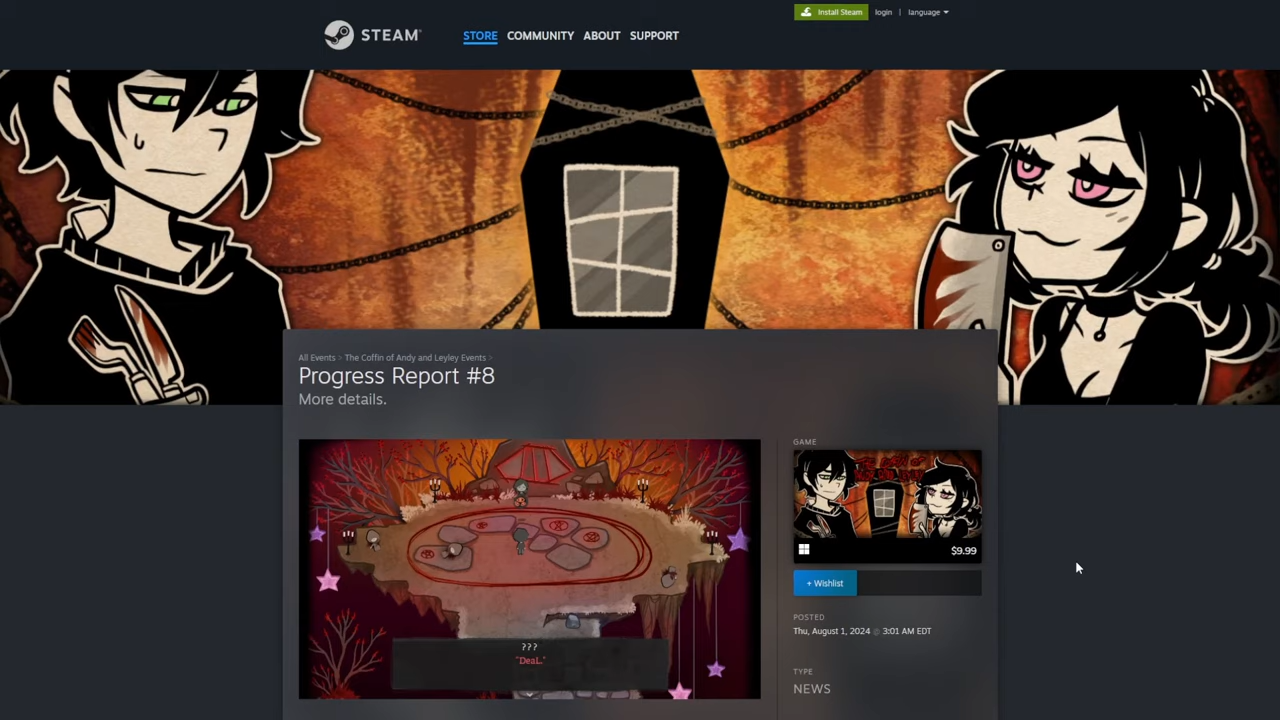 Install Steam
login | language
STEAM®
STORE COMMUNITY ABOUT SUPPORT
All Events > The Coffin of Andy and Leyley Events >
Progress Report #8
More details.
GAME
$9.99
+ Wishlist
POSTED
Thu, August 1, 2024 @ 3:01 AM EDT
TYPE
NEWS
???
"DeaL."